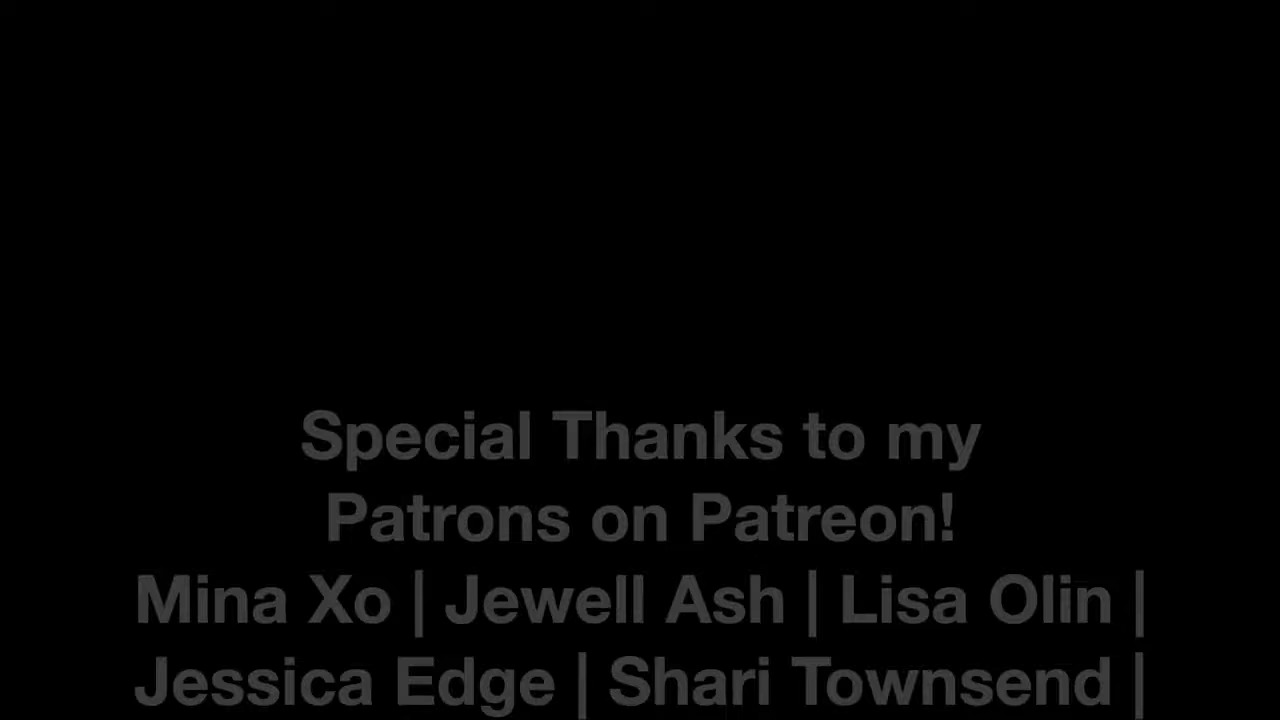 Special Thanks to my
Patrons on Patreon!
Mina Xo | Jewell Ash | Lisa Olin |
Jessica Edge | Shari Townsend |